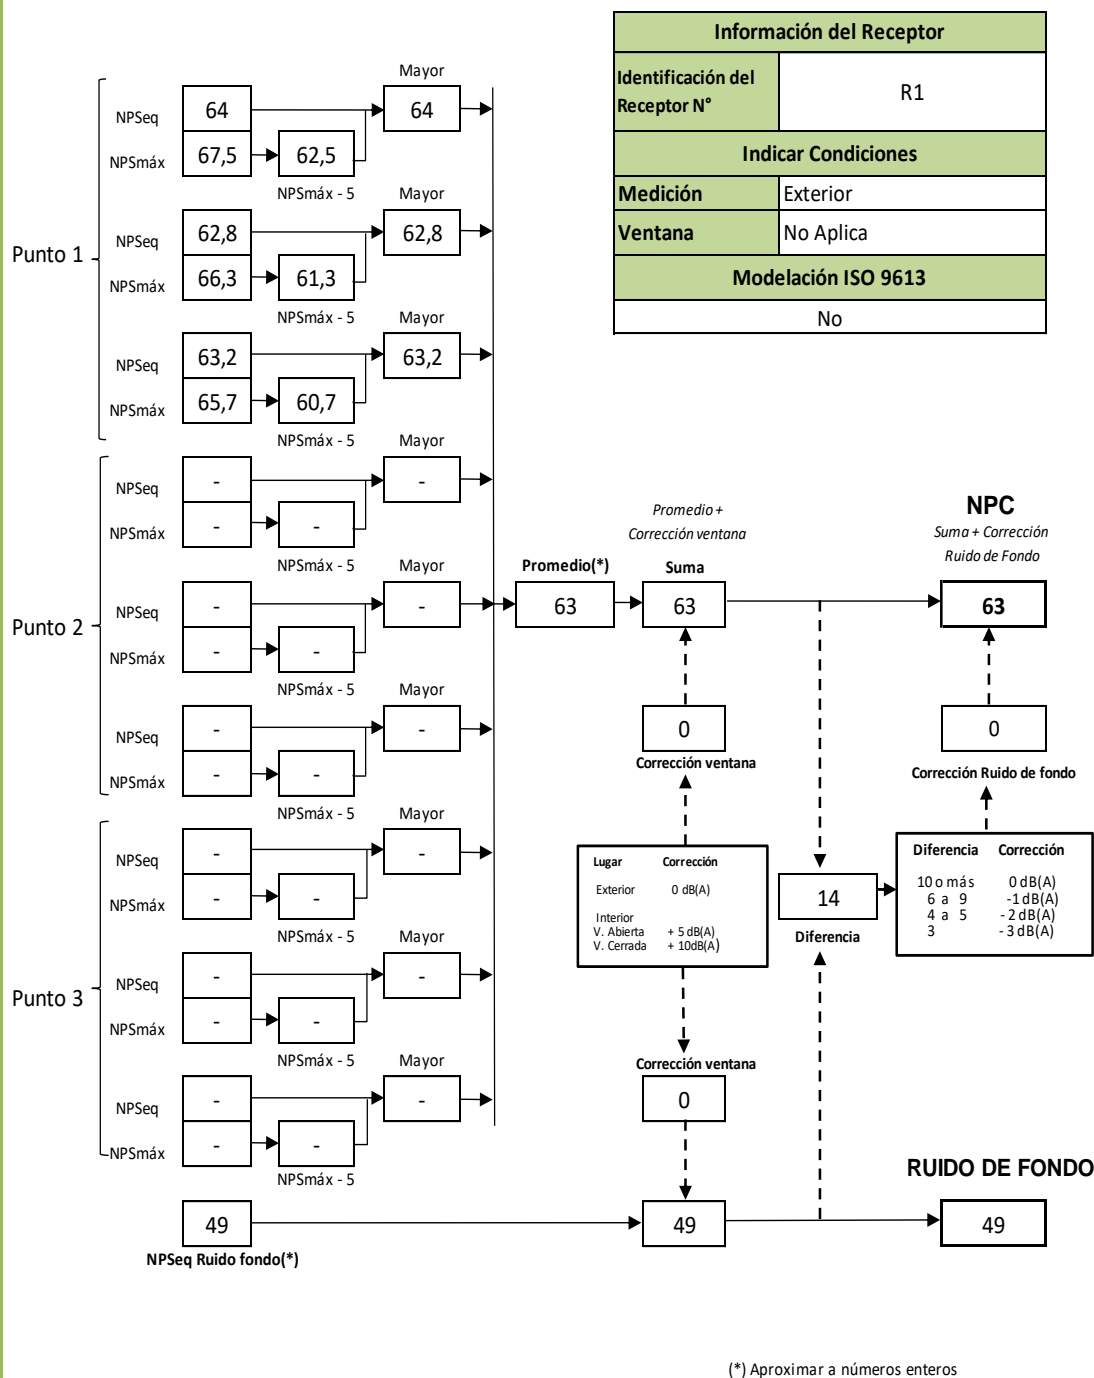 Información del Receptor
Identificación del Receptor N°
R1
Indicar Condiciones
Medición
Exterior
Ventana
No Aplica
Modelación ISO 9613
No
Punto 1
Mayor
NPSeq
64
64
NPSmáx
67,5
62,5
NPSmáx - 5
Mayor
NPSeq
62,8
62,8
NPSmáx
66,3
61,3
NPSmáx - 5
Mayor
NPSeq
63,2
63,2
NPSmáx
65,7
60,7
NPSmáx - 5
Punto 2
Mayor
NPSeq
-
-
NPSmáx
-
-
NPSmáx - 5
Mayor
NPSeq
-
-
NPSmáx
-
-
NPSmáx - 5
Mayor
NPSeq
-
-
NPSmáx
-
-
NPSmáx - 5
Punto 3
Mayor
NPSeq
-
-
NPSmáx
-
-
NPSmáx - 5
Mayor
NPSeq
-
-
NPSmáx
-
-
NPSmáx - 5
Mayor
NPSeq
-
-
NPSmáx
-
-
NPSmáx - 5
Promedio(*)
63
Promedio +
Corrección ventana
Suma
63
0
Corrección ventana
Lugar Corrección
Exterior 0 dB(A)
Interior
V. Abierta + 5 dB(A)
V. Cerrada + 10dB(A)
Corrección ventana
0
NPC
Suma + Corrección
Ruido de Fondo
63
0
Corrección Ruido de fondo
Diferencia Corrección
10 o más 0 dB(A)
6 a 9 -1 dB(A)
4 a 5 - 2 dB(A)
3 - 3 dB(A)
14
Diferencia
RUIDO DE FONDO
49
49
49
NPSeq Ruido fondo(*)
(*) Aproximar a números enteros